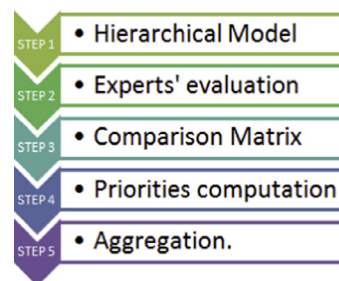 STEP 1 • Hierarchical Model
STEP 2 • Experts' evaluation
STEP 3 • Comparison Matrix
STEP 4 • Priorities computation
STEP 5 • Aggregation.